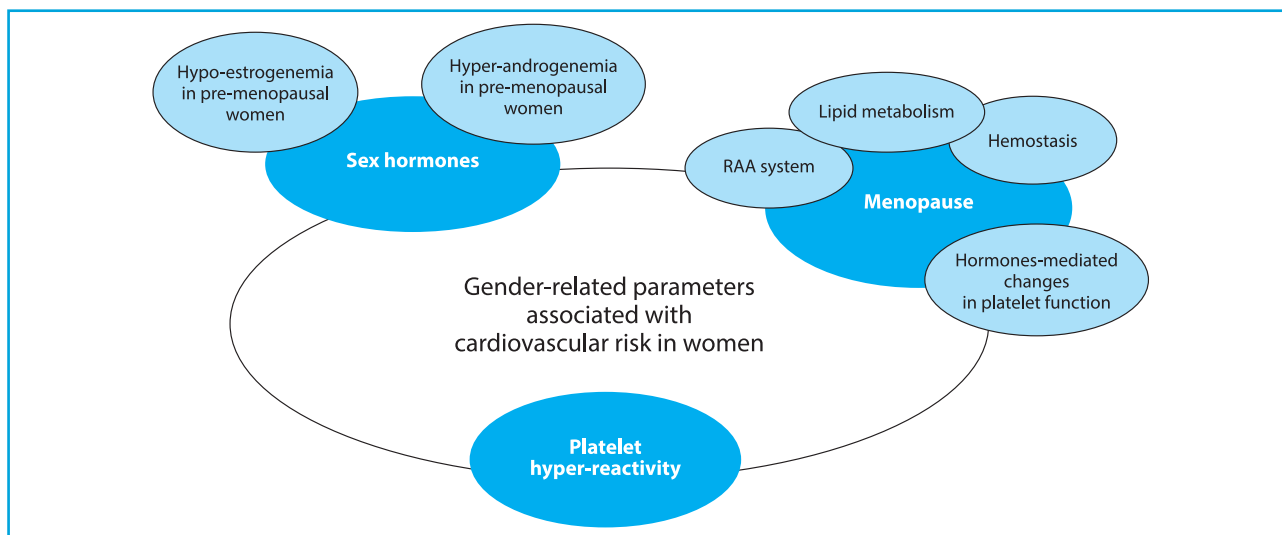 Hypo-estrogenemia
in pre-menopausal
women
Hyper-androgenemia
in pre-menopausal
women
Sex hormones
Lipid metabolism
Hemostasis
RAA system
Menopause
Hormones-mediated
changes
in platelet function
Gender-related parameters
associated with
cardiovascular risk in women
Platelet
hyper-reactivity